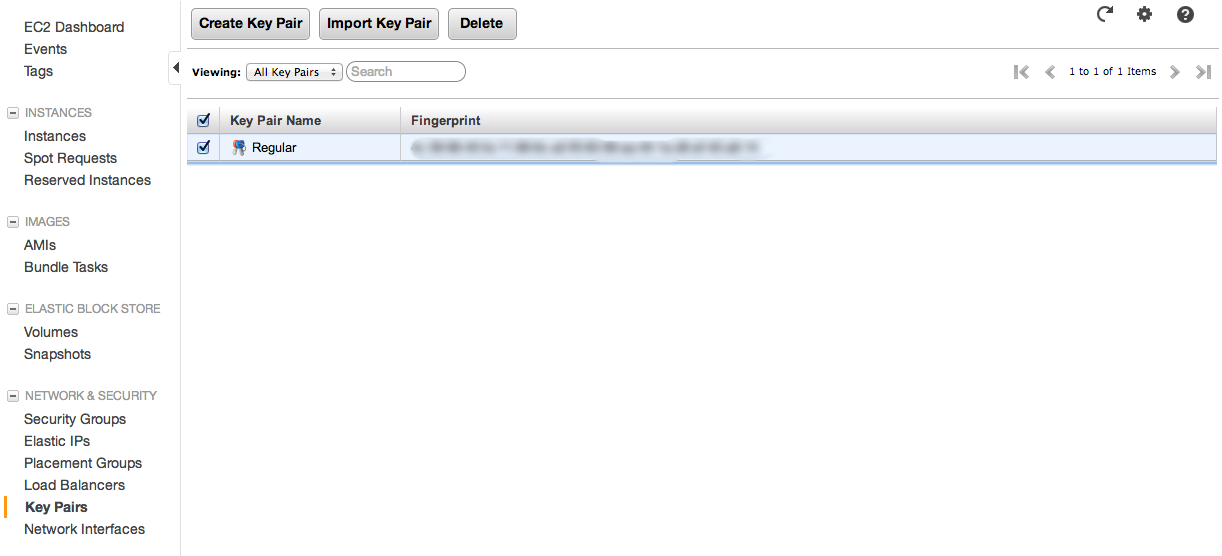 EC2 Dashboard
Events
Tags
INSTANCES
Instances
Spot Requests
Reserved Instances
IMAGES
AMIs
Bundle Tasks
ELASTIC BLOCK STORE
Volumes
Snapshots
NETWORK & SECURITY
Security Groups
Elastic IPs
Placement Groups
Load Balancers
Key Pairs
Network Interfaces
Create Key Pair Import Key Pair Delete
Viewing: All Key Pairs Search 1 to 1 of 1 Items
Key Pair Name Fingerprint
Regular